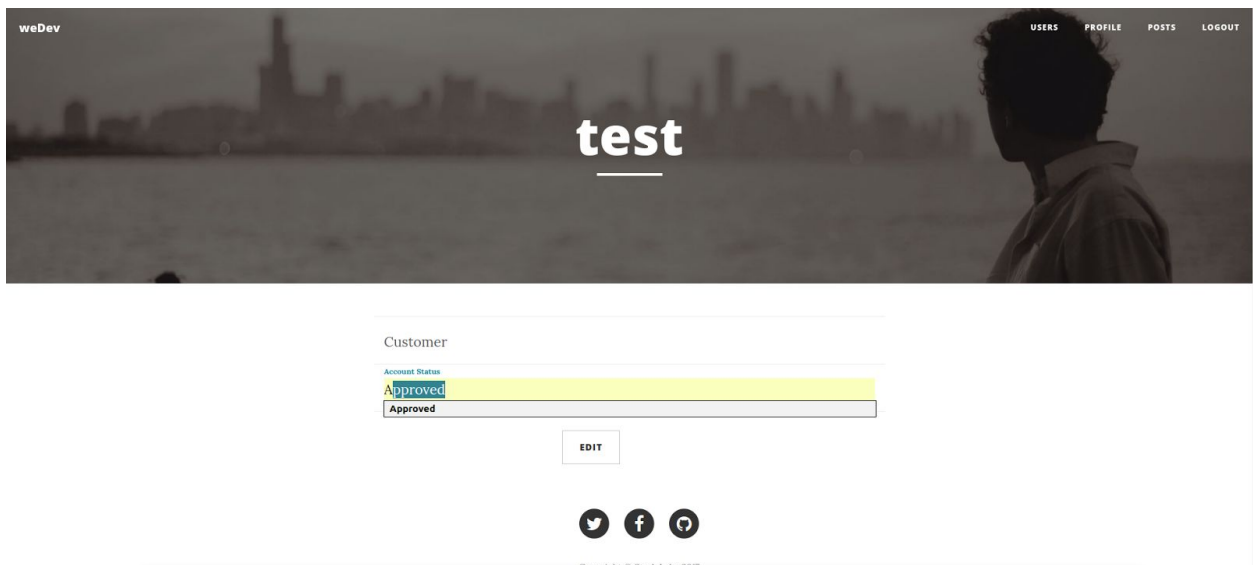 weDev
USERS PROFILE POSTS LOGOUT
test
Customer
Account Status
Approved
Approved
EDIT